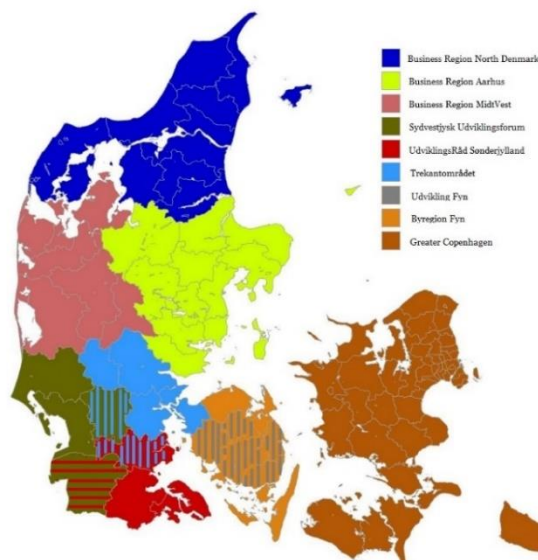 Business Region North Denmark
Business Region Aarhus
Business Region MidtVest
Sydvestjysk Udviklingsforum
UdviklingsRåd Sønderjylland
Trekantområdet
Udvikling Fyn
Byregion Fyn
Greater Copenhagen